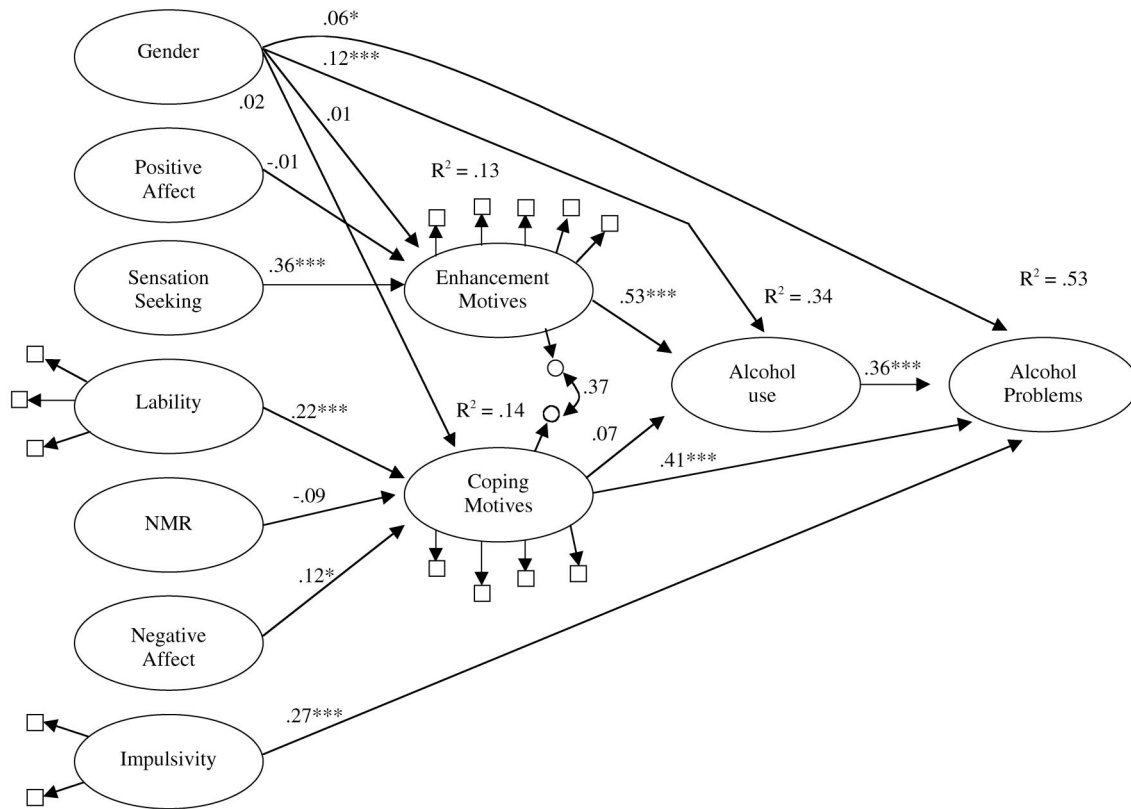 .06*
Gender
.12***
.02
.01
Positive
Affect
-.01
R² = .13
Sensation
Seeking
.36***
Enhancement
Motives
.53***
R² = .34
R² = .53
Lability
.22***
R² = .14
.37
.07
Alcohol
use
.36***
Alcohol
Problems
.41***
Coping
Motives
NMR
-.09
.12*
Negative
Affect
Impulsivity
.27***